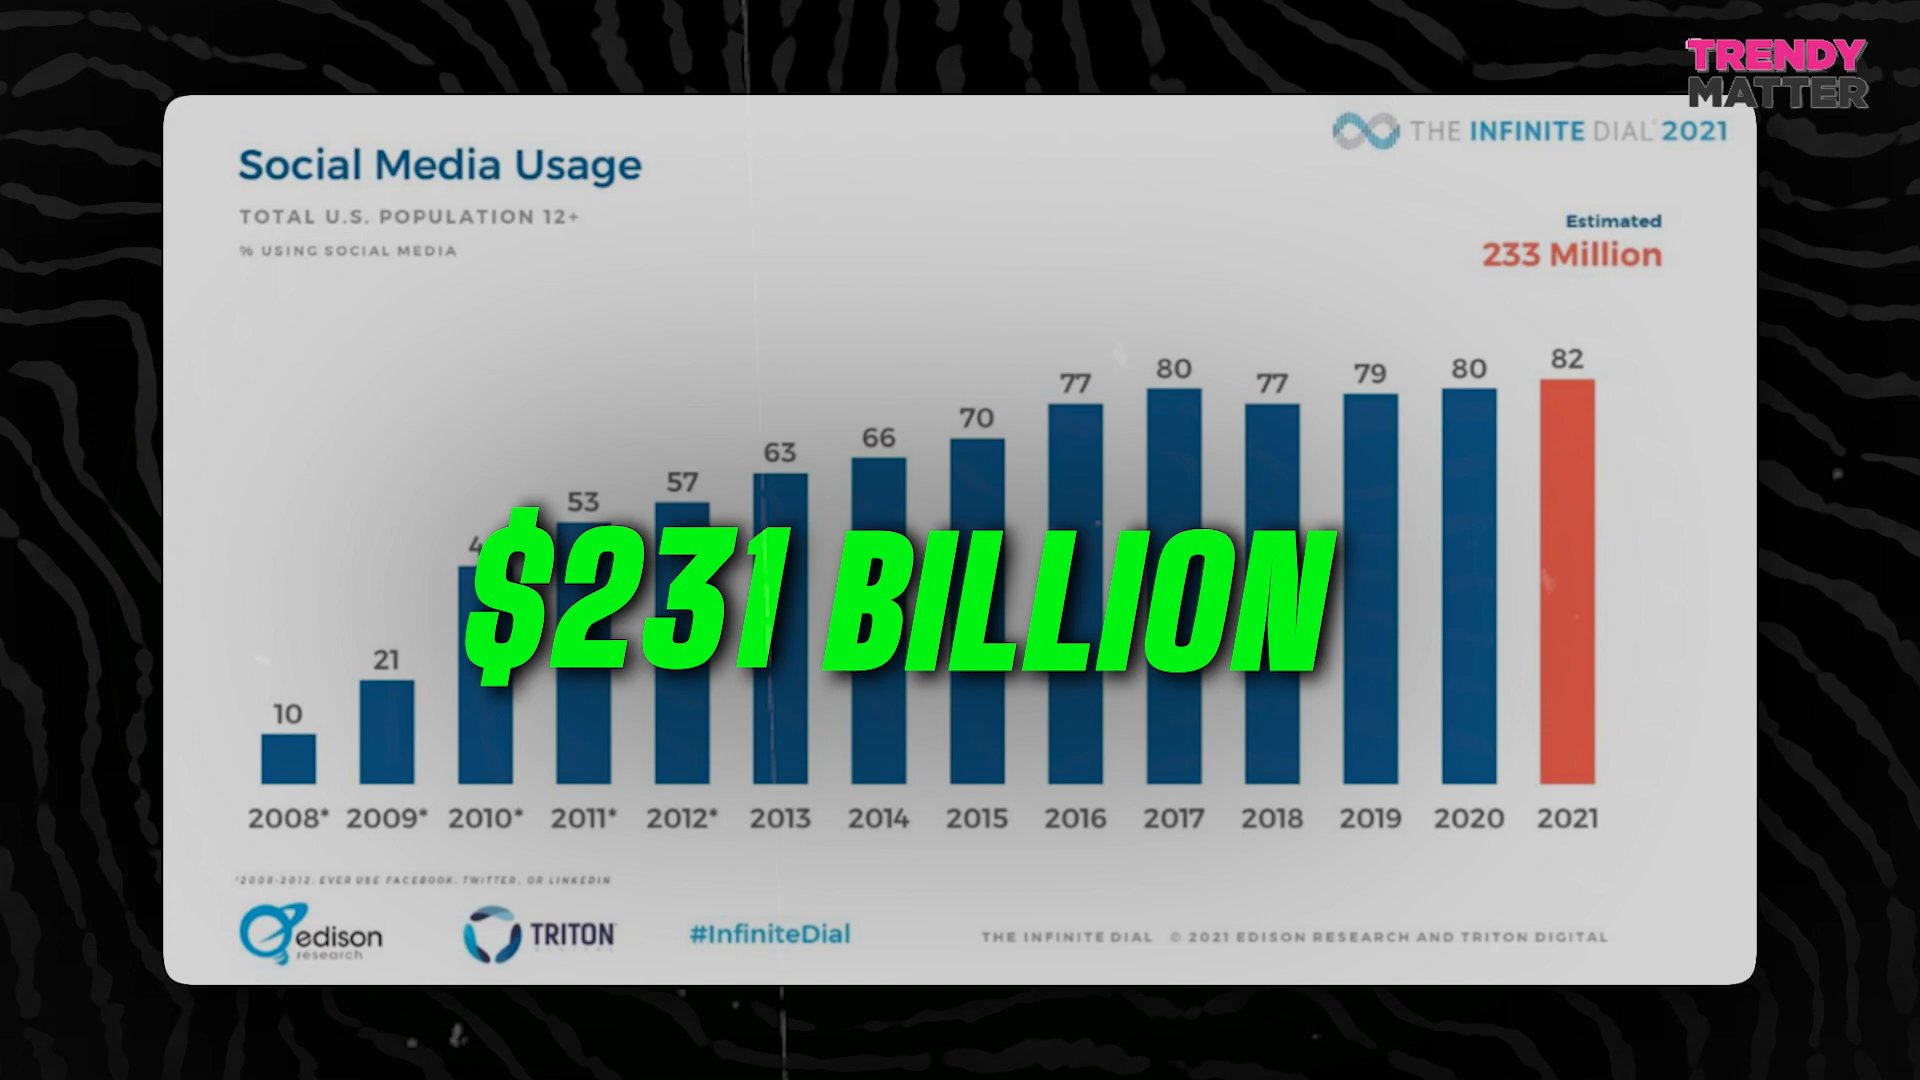 TRENDY
MATTER
THE INFINITE DIAL 2021
Social Media Usage
TOTAL U.S. POPULATION 12+
% USING SOCIAL MEDIA
Estimated
233 Million
10 21 53 57 63 66 70 77 80 77 79 80 82
$231 BILLION
2008* 2009* 2010* 2011* 2012* 2013 2014 2015 2016 2017 2018 2019 2020 2021
*2008-2012: EVER USE FACEBOOK, TWITTER, OR LINKEDIN
edison
research
TRITON
#InfiniteDial
THE INFINITE DIAL © 2021 EDISON RESEARCH AND TRITON DIGITAL